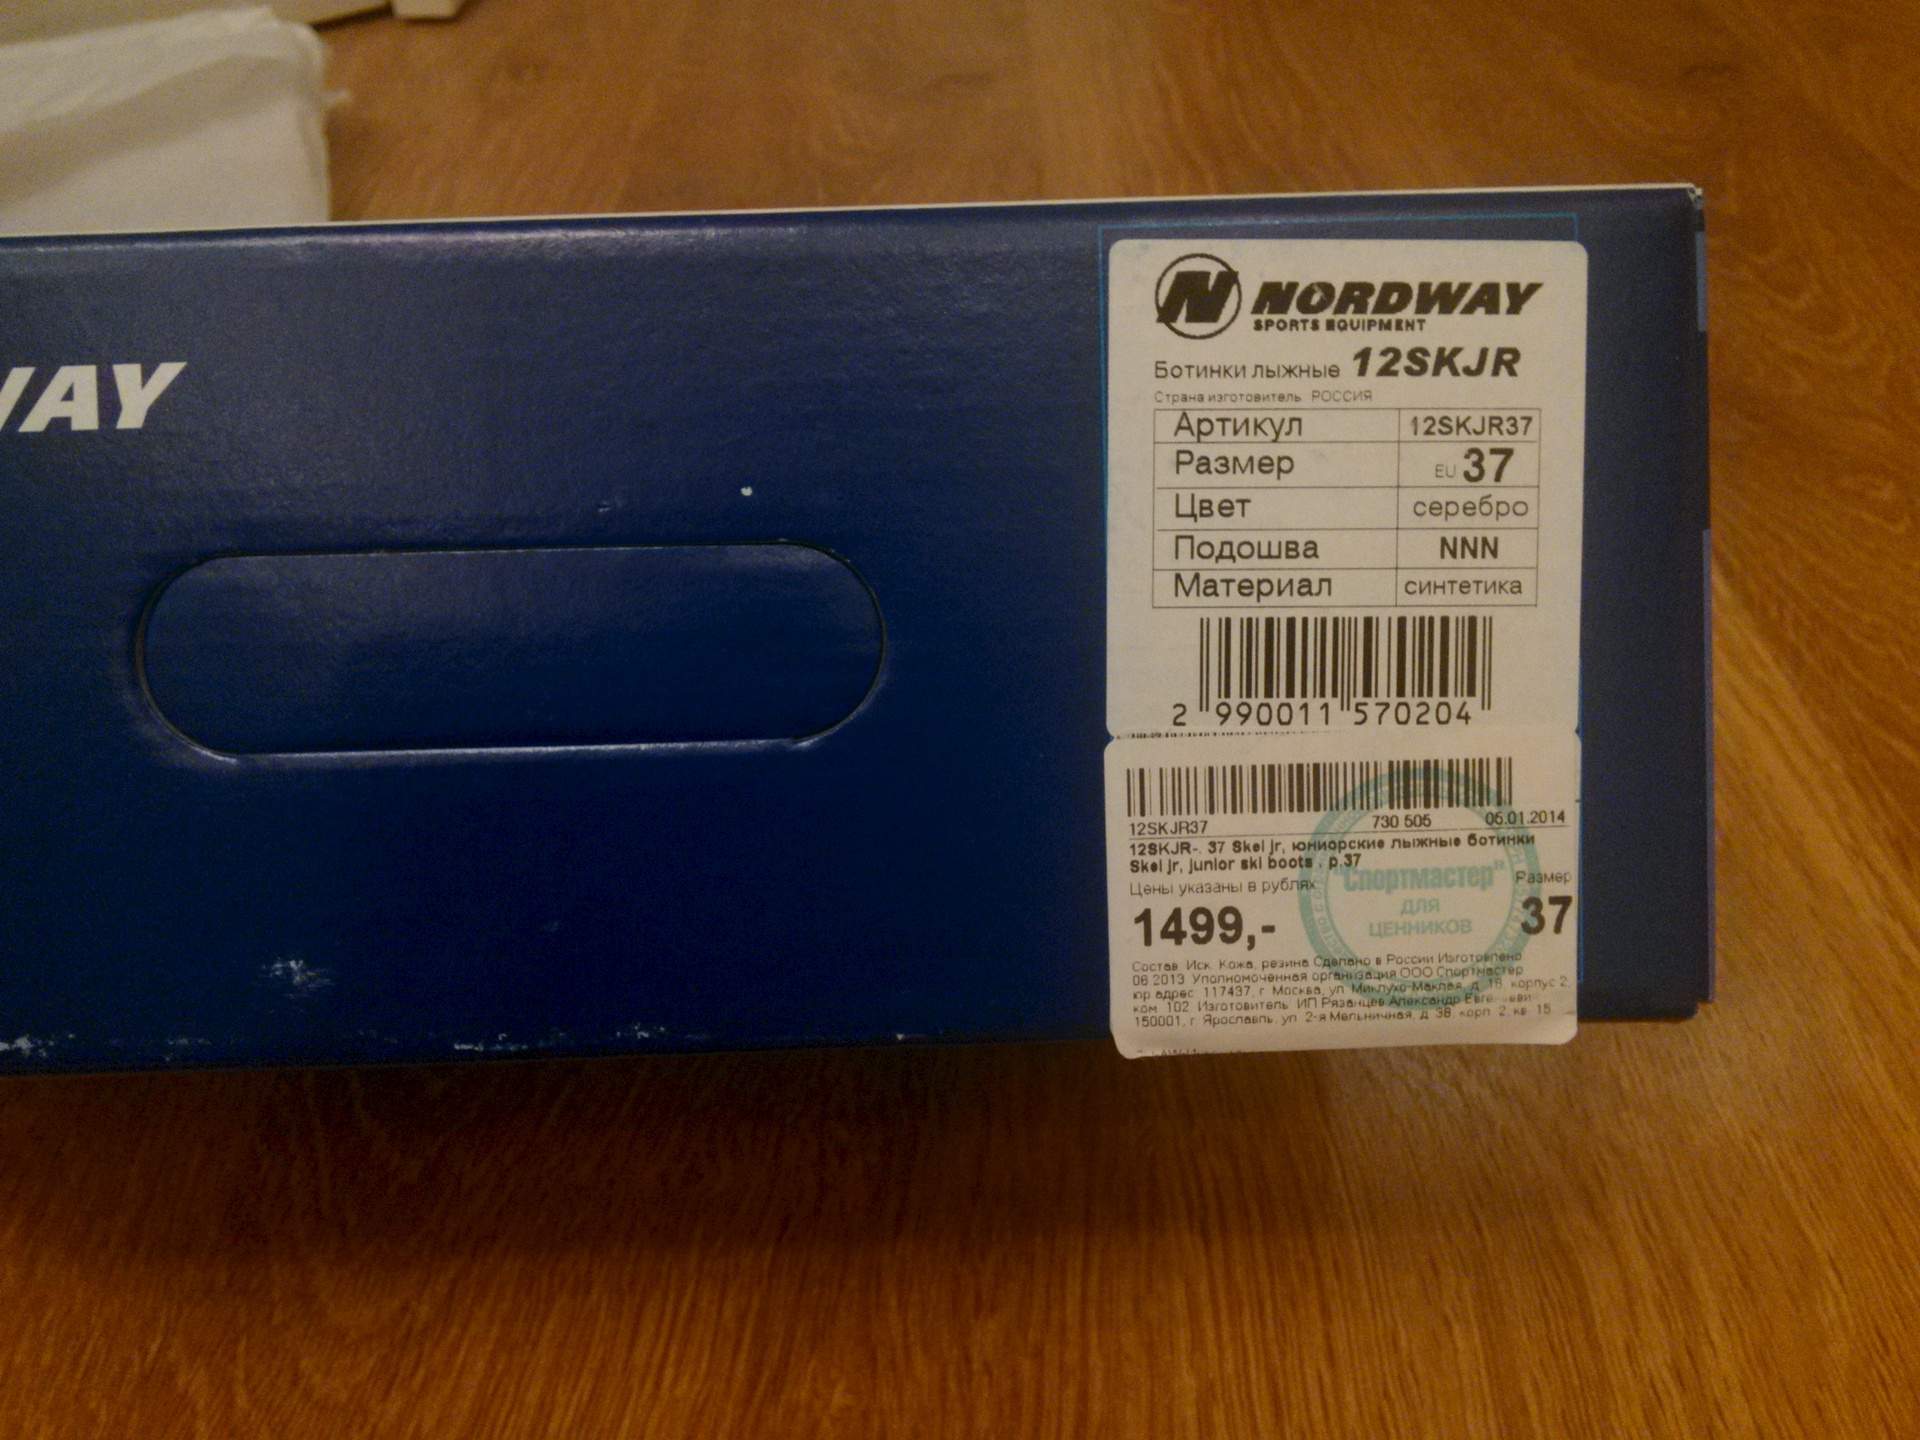 WAY
N NORDWAY
SPORTS EQUIPMENT
Ботинки лыжные 12SKJR
Страна изготовитель РОССИЯ
Артикул 12SKJR37
Размер EU 37
Цвет серебро
Подошва NNN
Материал синтетика
2 990011 570204
12SKJR37 730 505 05.01.2014
12SKJR-. 37 Skel jr, юниорские лыжные ботинки
Skel jr, junior ski boots , р.37
Цены указаны в рублях
"Спортмастер"
Размер
для
1499,- 37
ценников
Состав Иск. Кожа, резина Сделано в России Изготовлено
06.2013 Уполномоченная организация ООО Спортмастер
юр адрес 117437, г. Москва, ул. Миклухо-Маклая, д. 18, корпус 2,
ком 102 Изготовитель ИП Рязанцев Александр
150001, г. Ярославль, ул. 2-я Мельничная, д 38, корп 2, кв 15